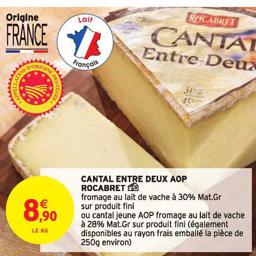 Origine
FRANCE
Lait
Français
ROCABRET
CANTAL
Entre Deux
APPELLATION D'ORIGINE
8€,90
LE KG
CANTAL ENTRE DEUX AOP
ROCABRET
fromage au lait de vache à 30% Mat.Gr
sur produit fini
ou cantal jeune AOP fromage au lait de vache
à 28% Mat.Gr sur produit fini (également
disponibles au rayon frais emballé la pièce de
250g environ)